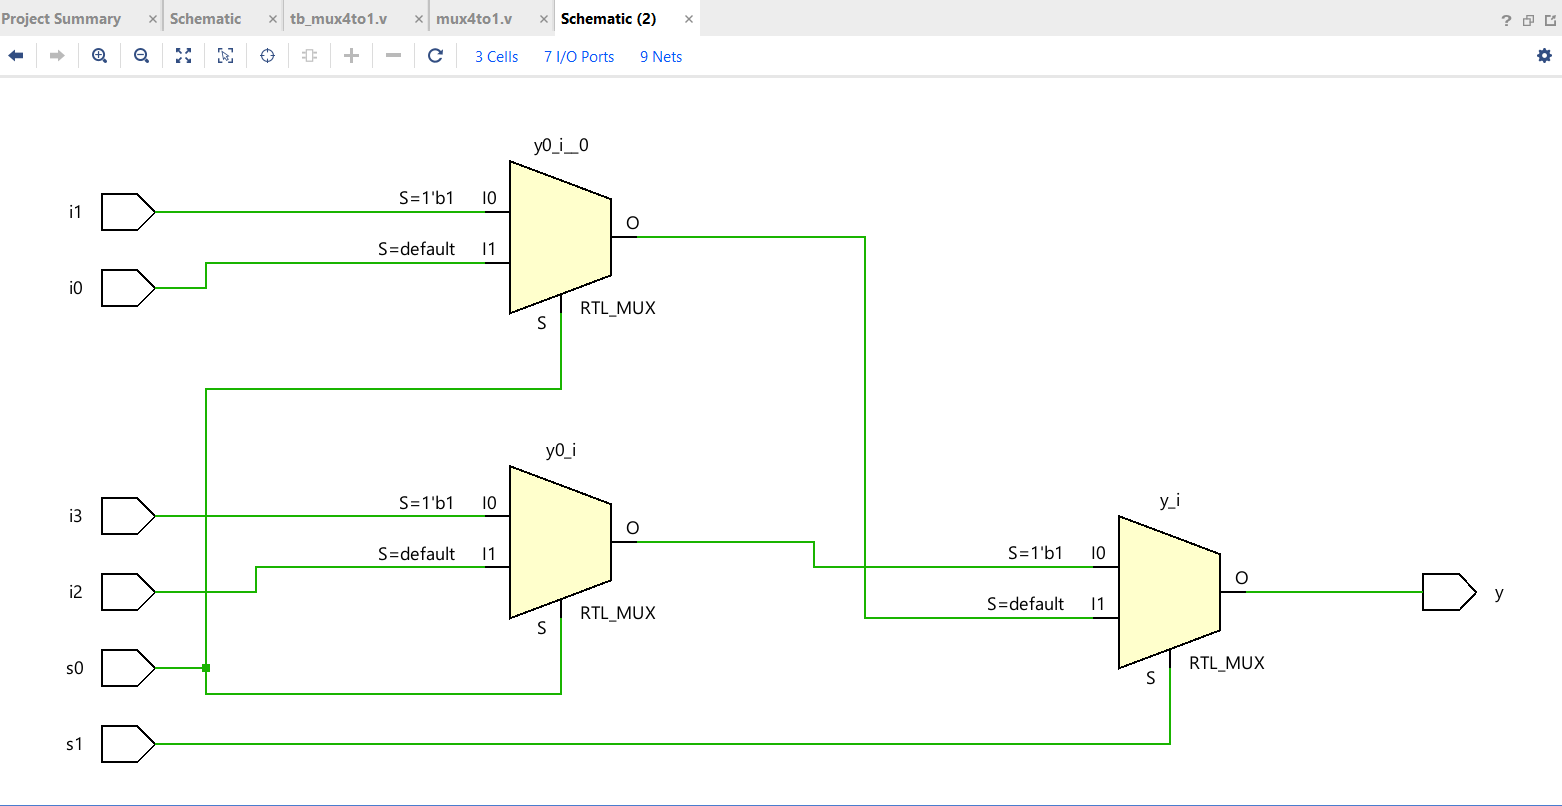 Project Summary × Schematic × tb_mux4to1.v × mux4to1.v × Schematic (2) × ?
3 Cells 7 I/O Ports 9 Nets
y0_i__0
i1 S=1'b1 I0
O
i0 S=default I1
RTL_MUX
S
y0_i
i3 S=1'b1 I0
O
i2 S=default I1
RTL_MUX
S
y_i
S=1'b1 I0
O
S=default I1
y
RTL_MUX
S
s0
s1